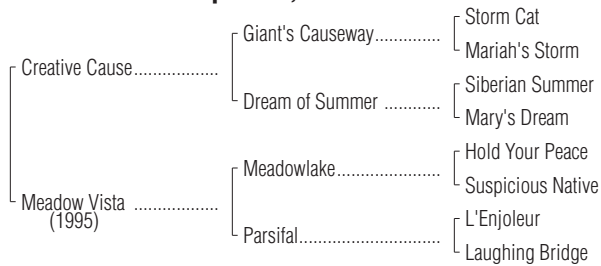 Storm Cat
Giant's Causeway..............
Mariah's Storm
Creative Cause..................
Siberian Summer
Dream of Summer ............
Mary's Dream
Hold Your Peace
Meadowlake......................
Suspicious Native
Meadow Vista ..................
(1995)
L'Enjoleur
Parsifal..............................
Laughing Bridge